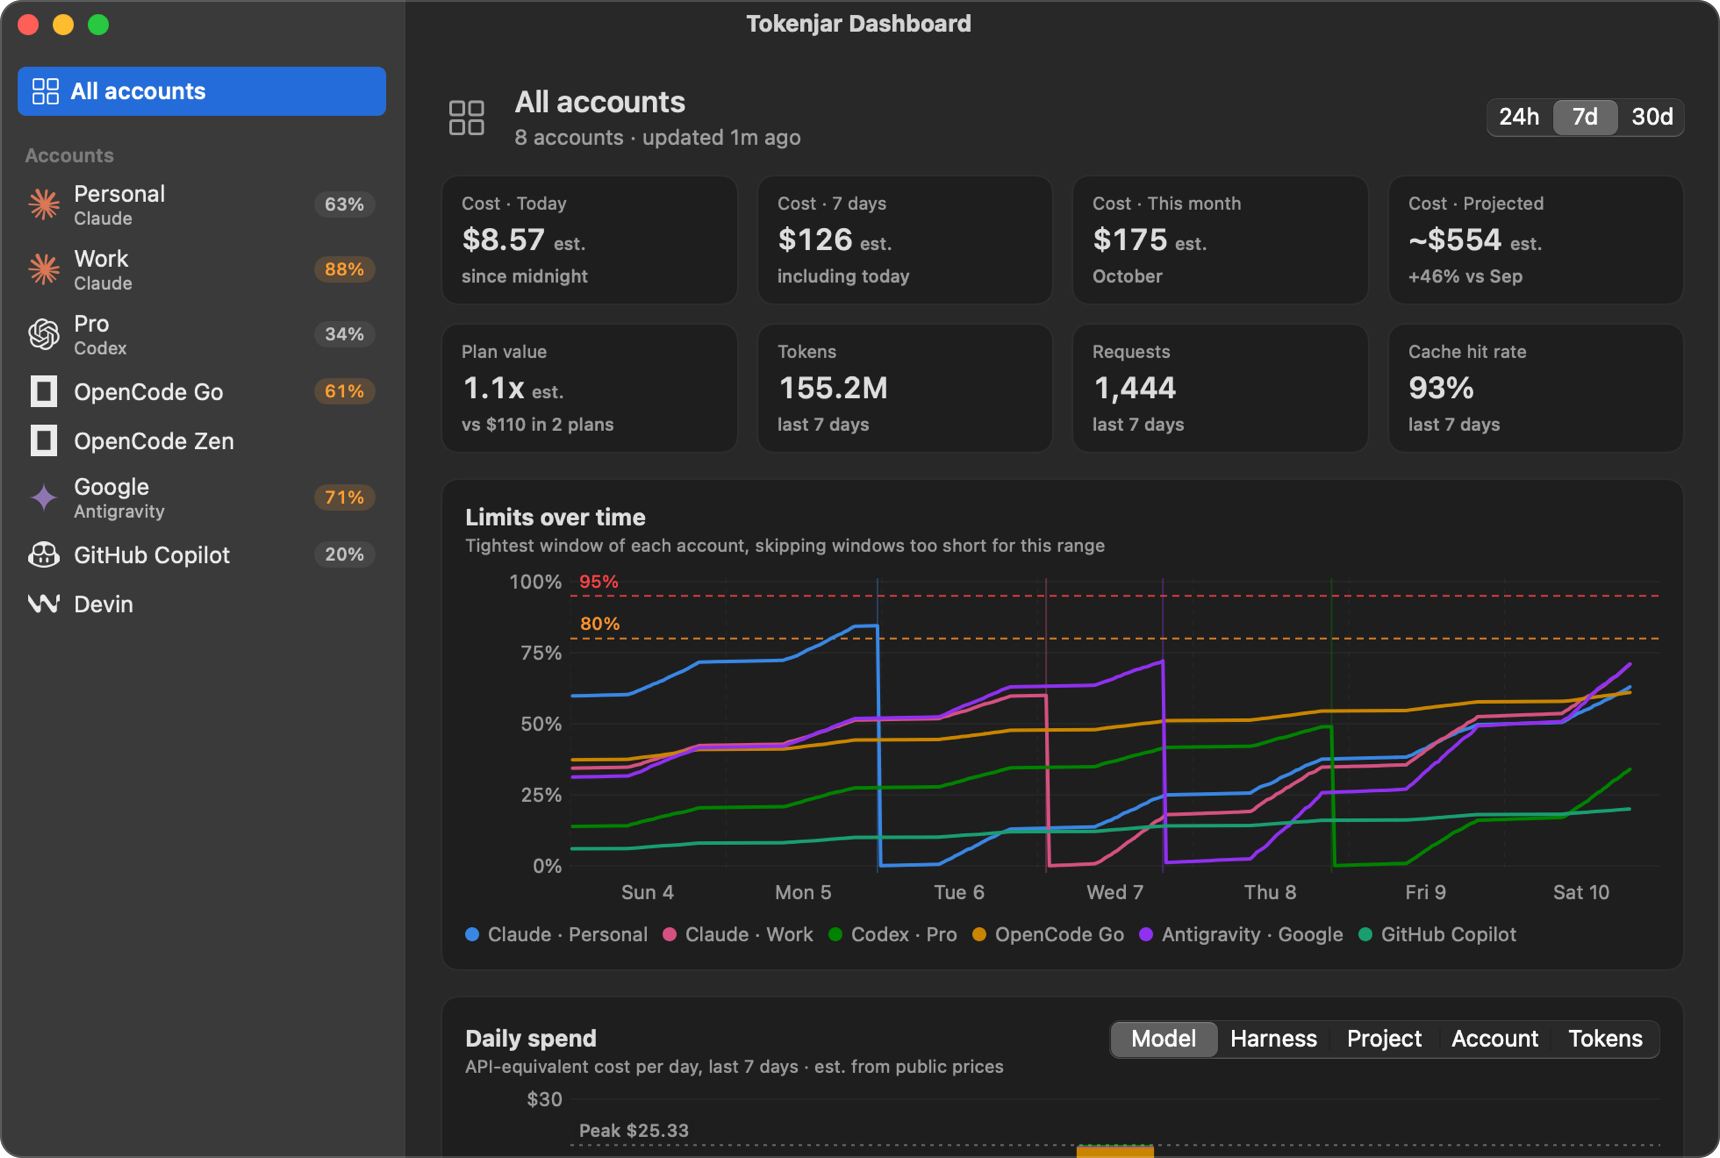 Tokenjar Dashboard
All accounts
Accounts
Personal
Claude
63%
Work
Claude
88%
Pro
Codex
34%
OpenCode Go
61%
OpenCode Zen
Google
Antigravity
71%
GitHub Copilot
20%
Devin
All accounts
8 accounts · updated 1m ago
24h 7d 30d
Cost · Today
$8.57 est.
since midnight
Cost · 7 days
$126 est.
including today
Cost · This month
$175 est.
October
Cost · Projected
~$554 est.
+46% vs Sep
Plan value
1.1x est.
vs $110 in 2 plans
Tokens
155.2M
last 7 days
Requests
1,444
last 7 days
Cache hit rate
93%
last 7 days
Limits over time
Tightest window of each account, skipping windows too short for this range
100%
95%
80%
75%
50%
25%
0%
Sun 4 Mon 5 Tue 6 Wed 7 Thu 8 Fri 9 Sat 10
Claude · Personal Claude · Work Codex · Pro OpenCode Go Antigravity · Google GitHub Copilot
Daily spend
Model Harness Project Account Tokens
API-equivalent cost per day, last 7 days · est. from public prices
$30
Peak $25.33